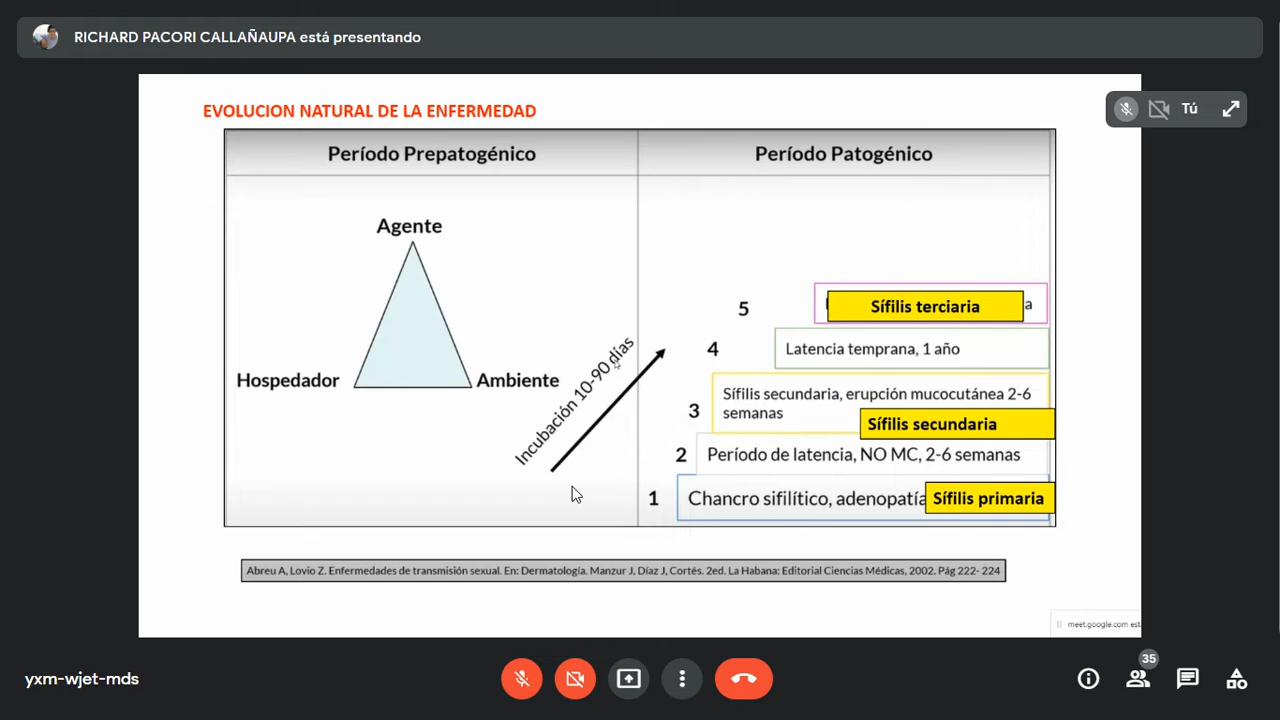 RICHARD PACORI CALLAÑAUPA está presentando
Tú
EVOLUCION NATURAL DE LA ENFERMEDAD
Período Prepatogénico
Período Patogénico
Agente
Hospedador
Ambiente
Incubación 10-90 días
5
Sífilis terciaria
a
4
Latencia temprana, 1 año
3
Sífilis secundaria, erupción mucocutánea 2-6
semanas
Sífilis secundaria
2
Período de latencia, NO MC, 2-6 semanas
1
Chancro sifilítico, adenopatía
Sífilis primaria
Abreu A, Lovio Z. Enfermedades de transmisión sexual. En: Dermatología. Manzur J, Díaz J, Cortés. 2ed. La Habana: Editorial Ciencias Médicas, 2002. Pág 222- 224
meet.google.com est
yxm-wjet-mds
35